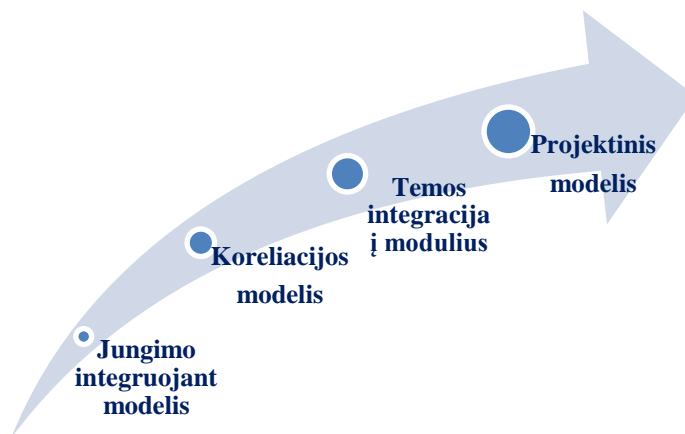 Projektinis
modelis
Temos
integracija
į modulius
Koreliacijos
modelis
Jungimo
integruojant
modelis